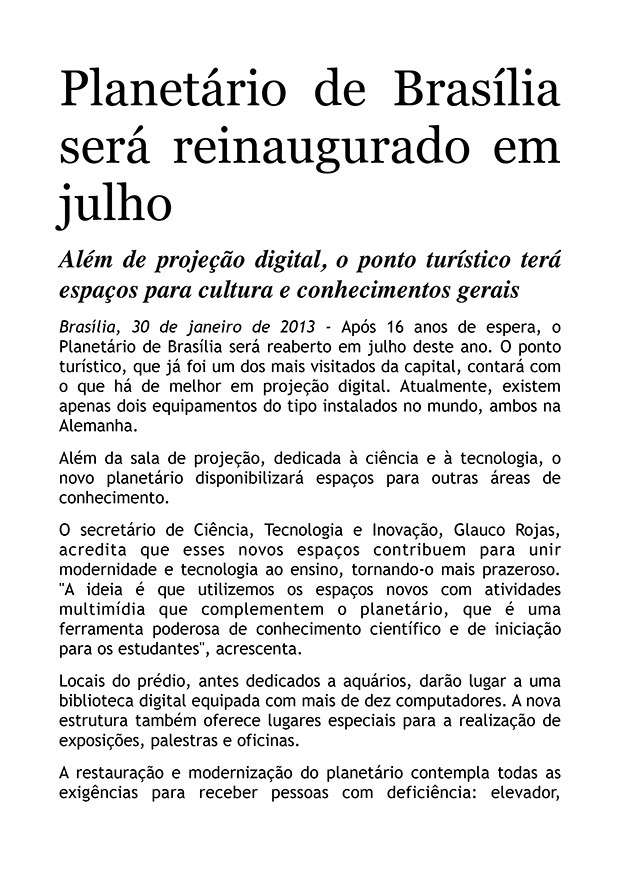 Planetário de Brasília
será reinaugurado em
julho
Além de projeção digital, o ponto turístico terá
espaços para cultura e conhecimentos gerais
Brasília, 30 de janeiro de 2013 - Após 16 anos de espera, o
Planetário de Brasília será reaberto em julho deste ano. O ponto
turístico, que já foi um dos mais visitados da capital, contará com
o que há de melhor em projeção digital. Atualmente, existem
apenas dois equipamentos do tipo instalados no mundo, ambos na
Alemanha.
Além da sala de projeção, dedicada à ciência e à tecnologia, o
novo planetário disponibilizará espaços para outras áreas de
conhecimento.
O secretário de Ciência, Tecnologia e Inovação, Glauco Rojas,
acredita que esses novos espaços contribuem para unir
modernidade e tecnologia ao ensino, tornando-o mais prazeroso.
"A ideia é que utilizemos os espaços novos com atividades
multimídia que complementem o planetário, que é uma
ferramenta poderosa de conhecimento científico e de iniciação
para os estudantes", acrescenta.
Locais do prédio, antes dedicados a aquários, darão lugar a uma
biblioteca digital equipada com mais de dez computadores. A nova
estrutura também oferece lugares especiais para a realização de
exposições, palestras e oficinas.
A restauração e modernização do planetário contempla todas as
exigências para receber pessoas com deficiência: elevador,